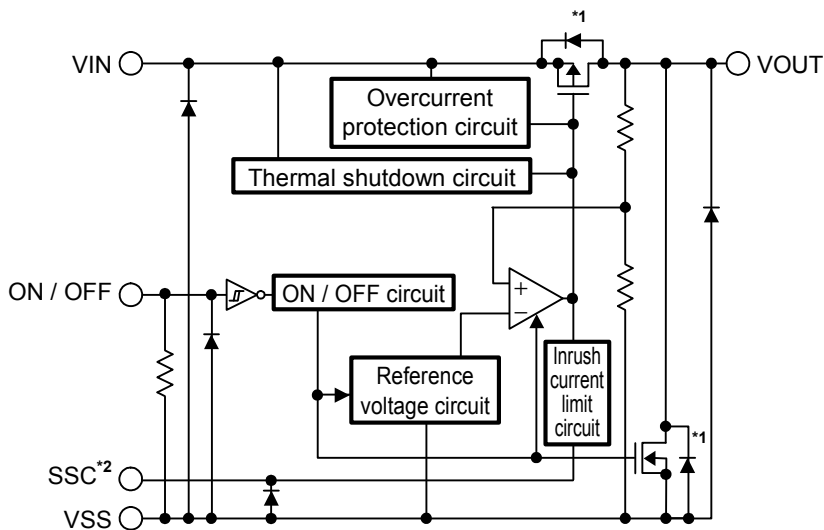 *1
VIN
VOUT
Overcurrent
protection circuit
Thermal shutdown circuit
ON / OFF
ON / OFF circuit
+
−
Reference
voltage circuit
Inrush
current
limit
circuit
*1
SSC*2
VSS